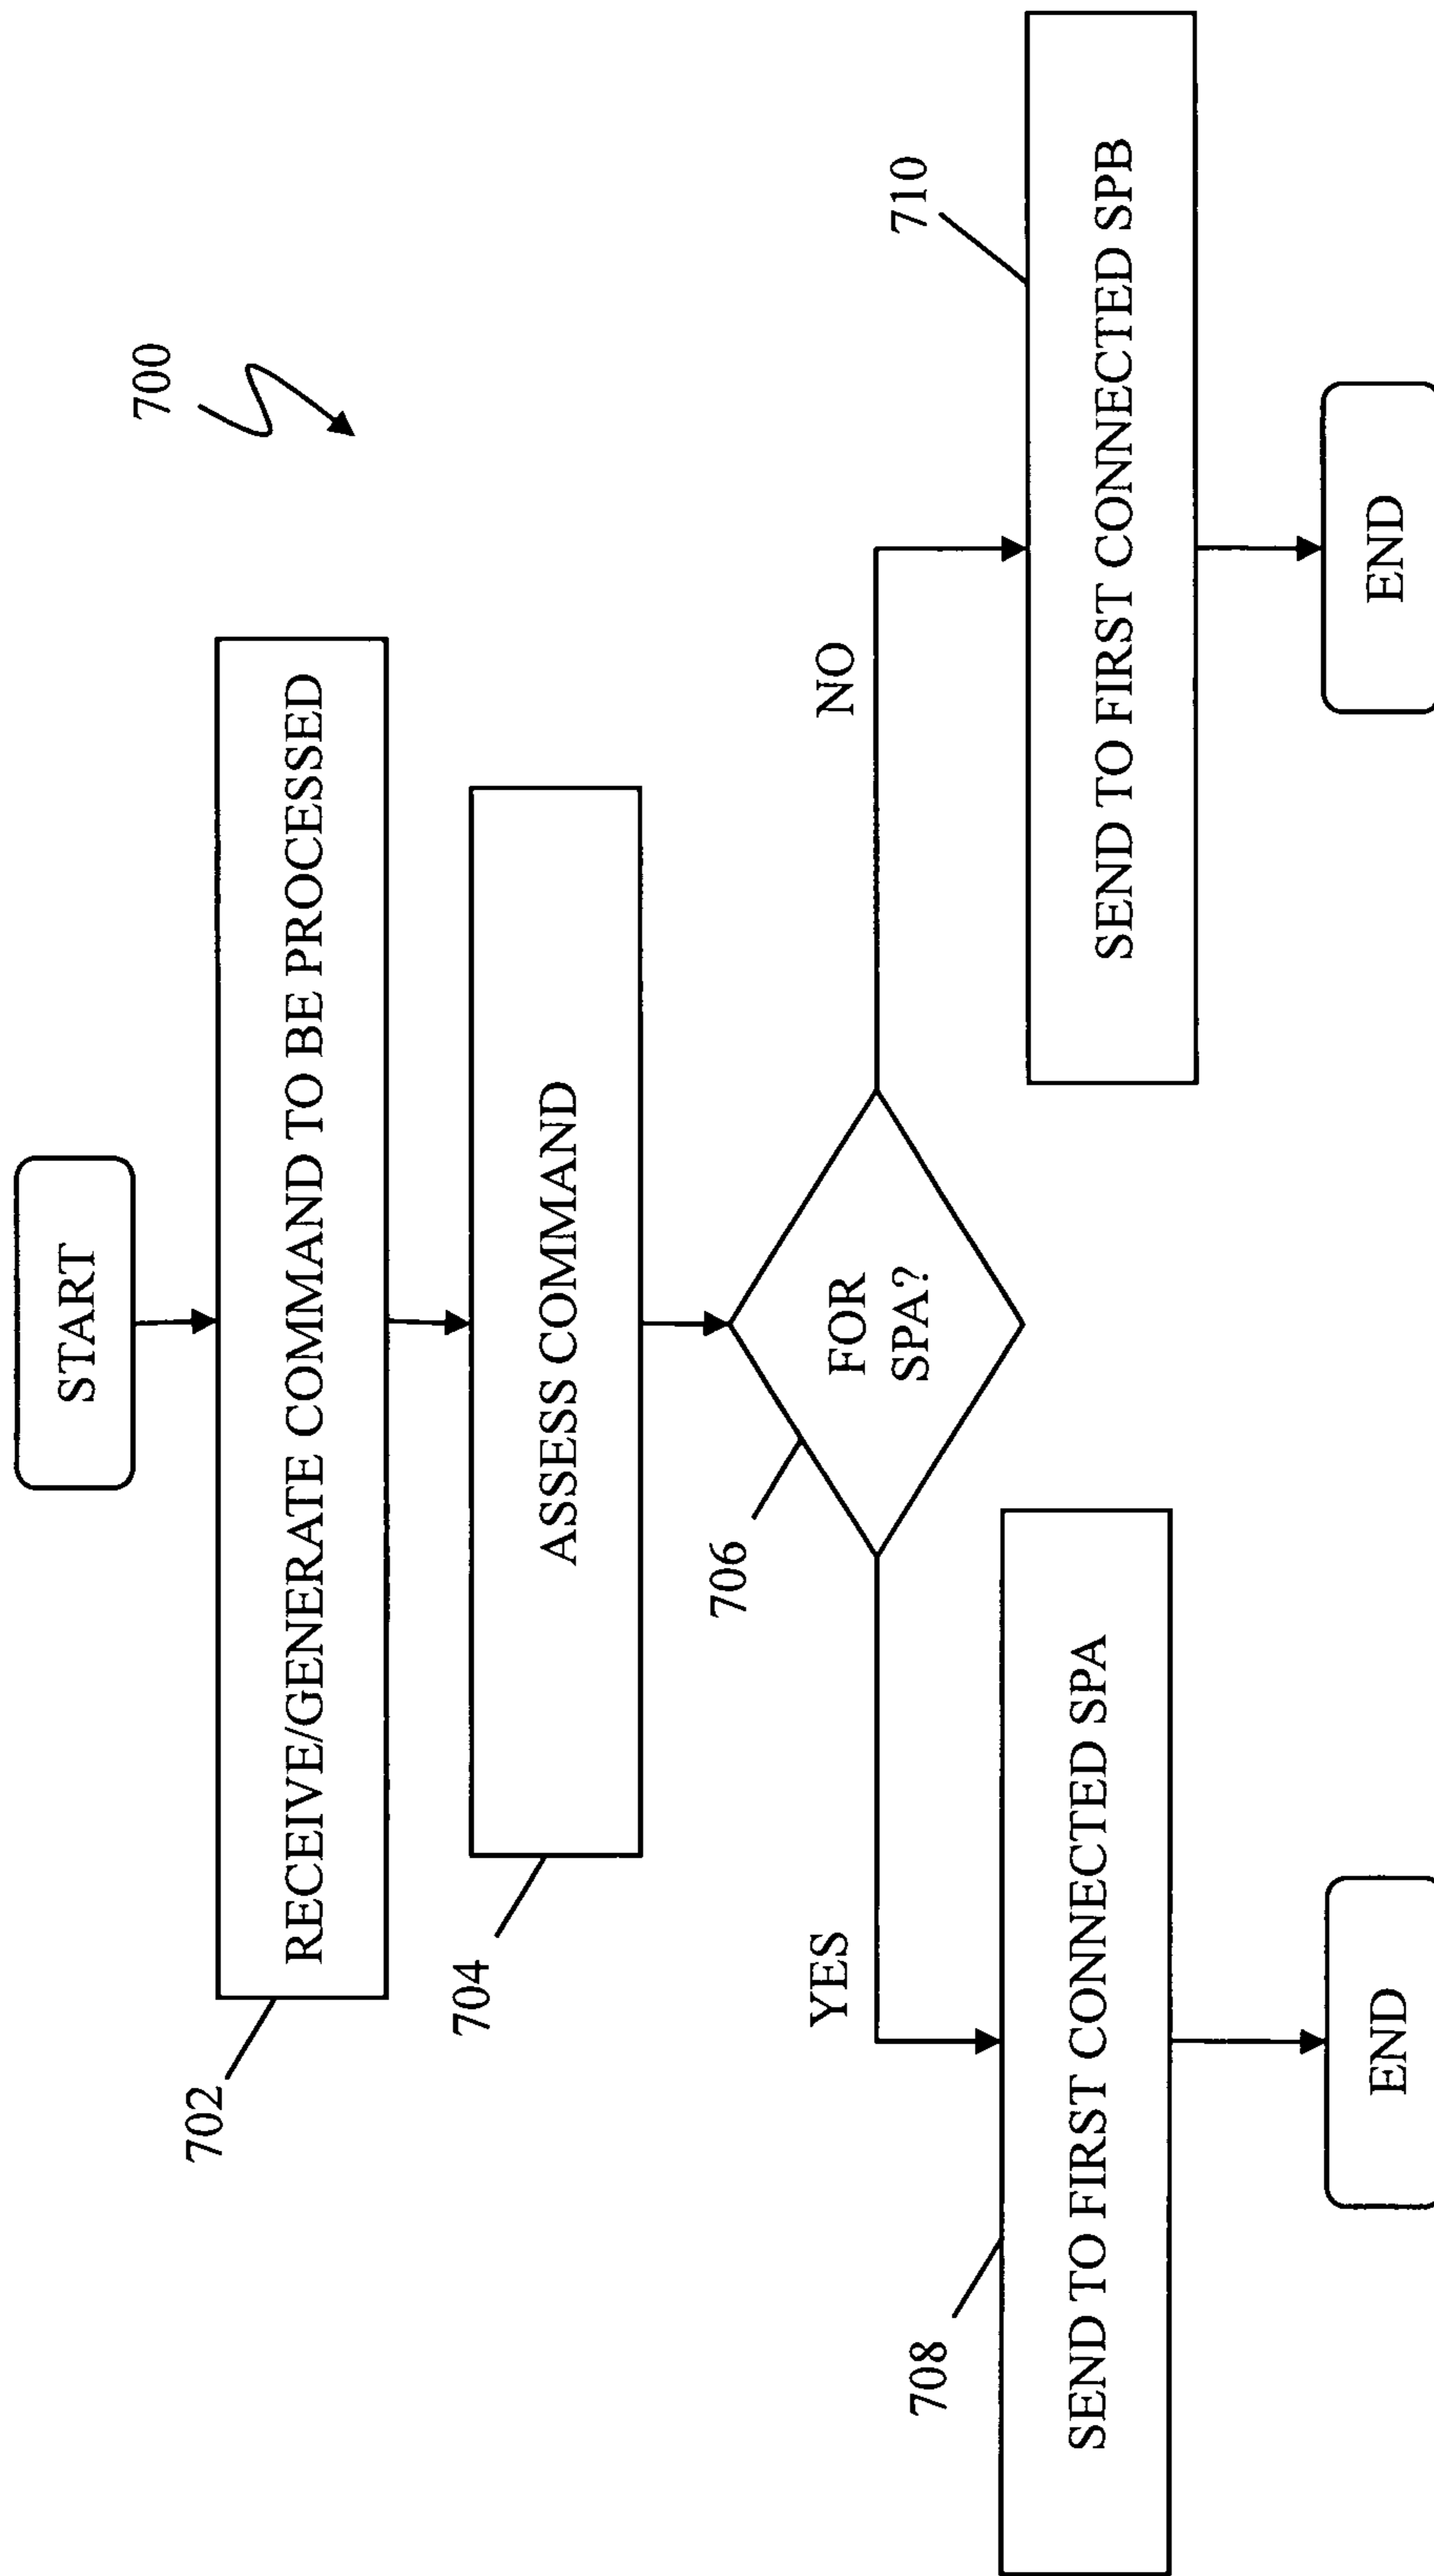 START
700
RECEIVE/GENERATE COMMAND TO BE PROCESSED
702
ASSESS COMMAND
704
FOR
SPA?
706
YES
NO
SEND TO FIRST CONNECTED SPA
708
SEND TO FIRST CONNECTED SPB
710
END
END